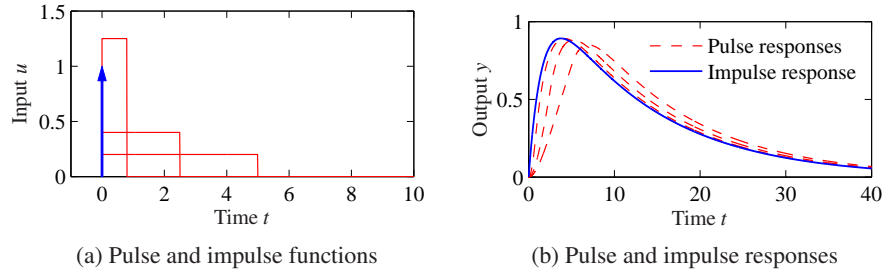 1.5
1
0.5
0
0 2 4 6 8 10
Input u
Time t
(a) Pulse and impulse functions
1
0.5
0
0 10 20 30 40
Output y
Time t
Pulse responses
Impulse response
(b) Pulse and impulse responses